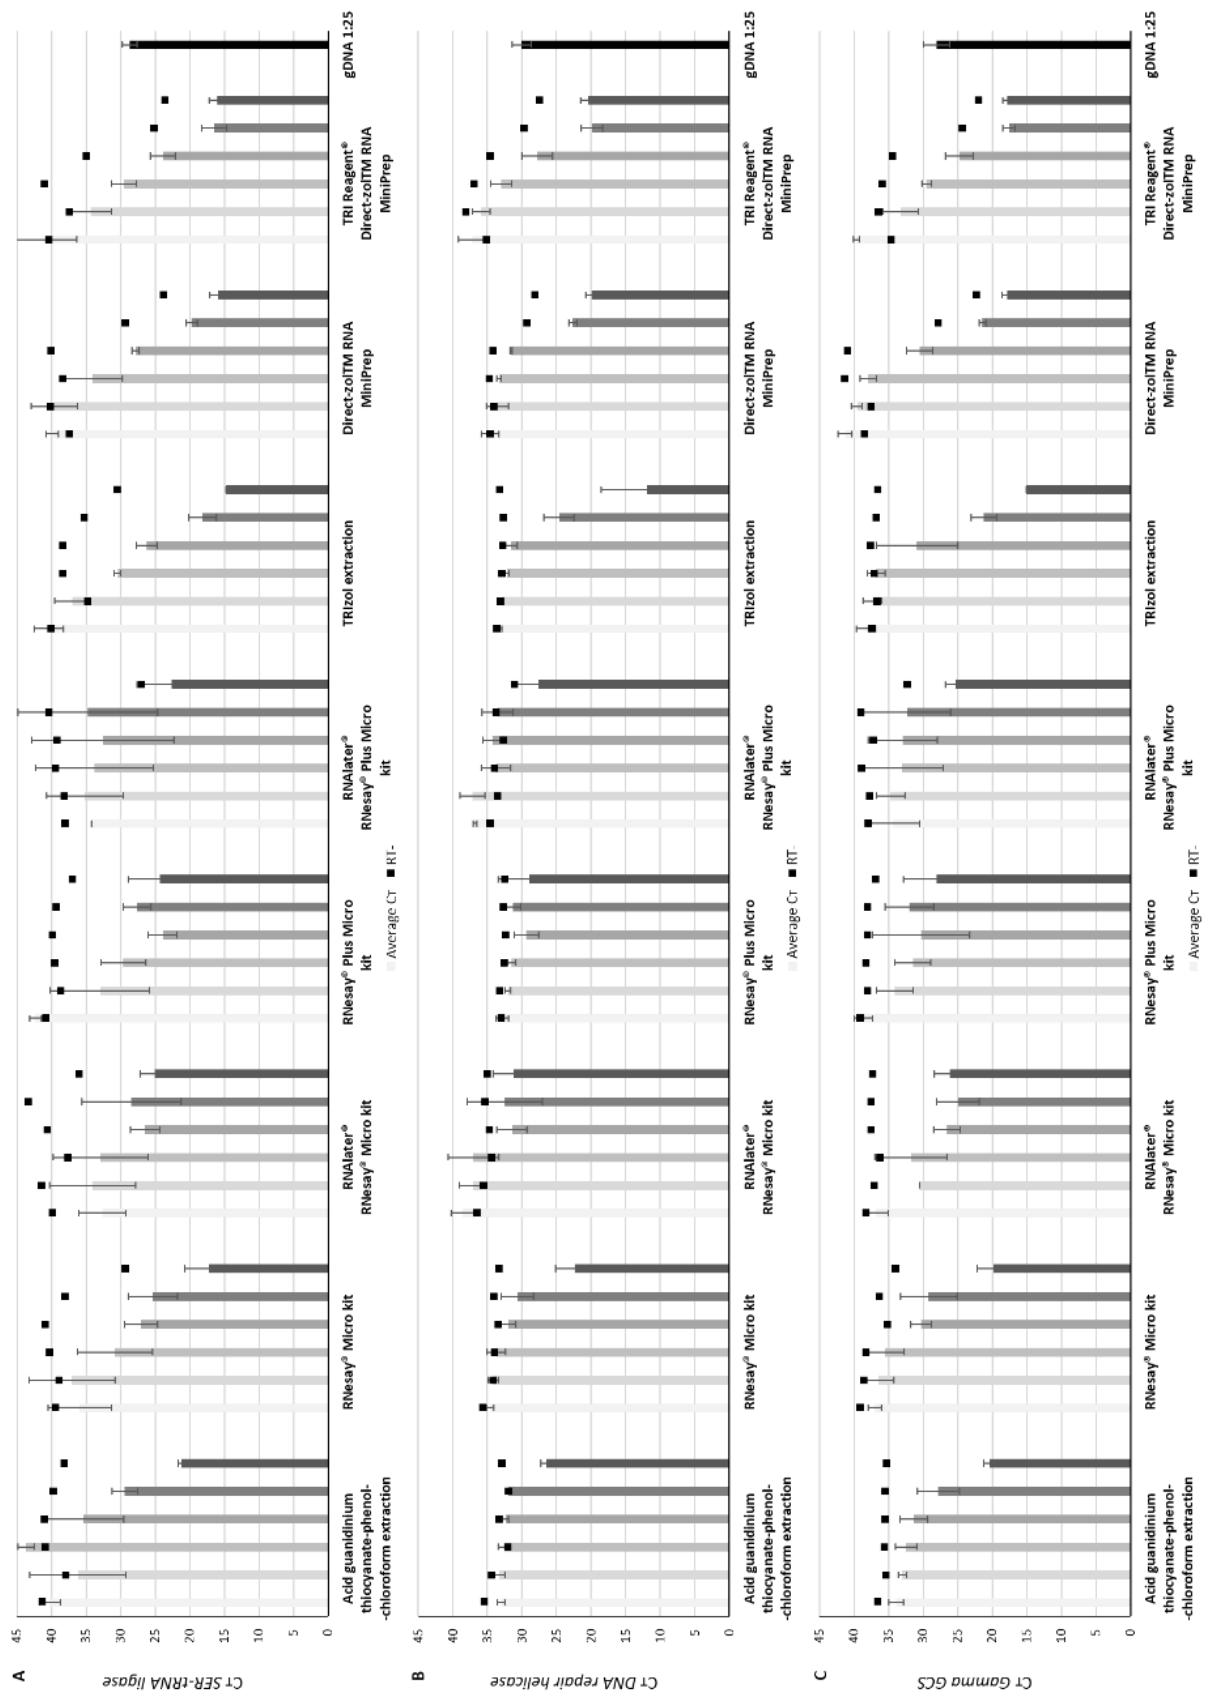 A
CT SER-tRNA ligase
45
40
35
30
25
20
15
10
5
0
Acid guanidinium
thiocyanate-phenol-
-chloroform extraction
RNesay® Micro kit
RNAlater®
RNesay® Micro kit
RNesay® Plus Micro
kit
RNAlater®
RNesay® Plus Micro
kit
TRIzol extraction
Direct-zolTM RNA
MiniPrep
TRI Reagent®
Direct-zolTM RNA
MiniPrep
gDNA 1:25
Average CT
RT-
B
CT DNA repair helicase
45
40
35
30
25
20
15
10
5
0
Acid guanidinium
thiocyanate-phenol-
-chloroform extraction
RNesay® Micro kit
RNAlater®
RNesay® Micro kit
RNesay® Plus Micro
kit
RNAlater®
RNesay® Plus Micro
kit
TRIzol extraction
Direct-zolTM RNA
MiniPrep
TRI Reagent®
Direct-zolTM RNA
MiniPrep
gDNA 1:25
Average CT
RT-
C
CT Gamma GCS
45
40
35
30
25
20
15
10
5
0
Acid guanidinium
thiocyanate-phenol-
-chloroform extraction
RNesay® Micro kit
RNAlater®
RNesay® Micro kit
RNesay® Plus Micro
kit
RNAlater®
RNesay® Plus Micro
kit
TRIzol extraction
Direct-zolTM RNA
MiniPrep
TRI Reagent®
Direct-zolTM RNA
MiniPrep
gDNA 1:25
Average CT
RT-